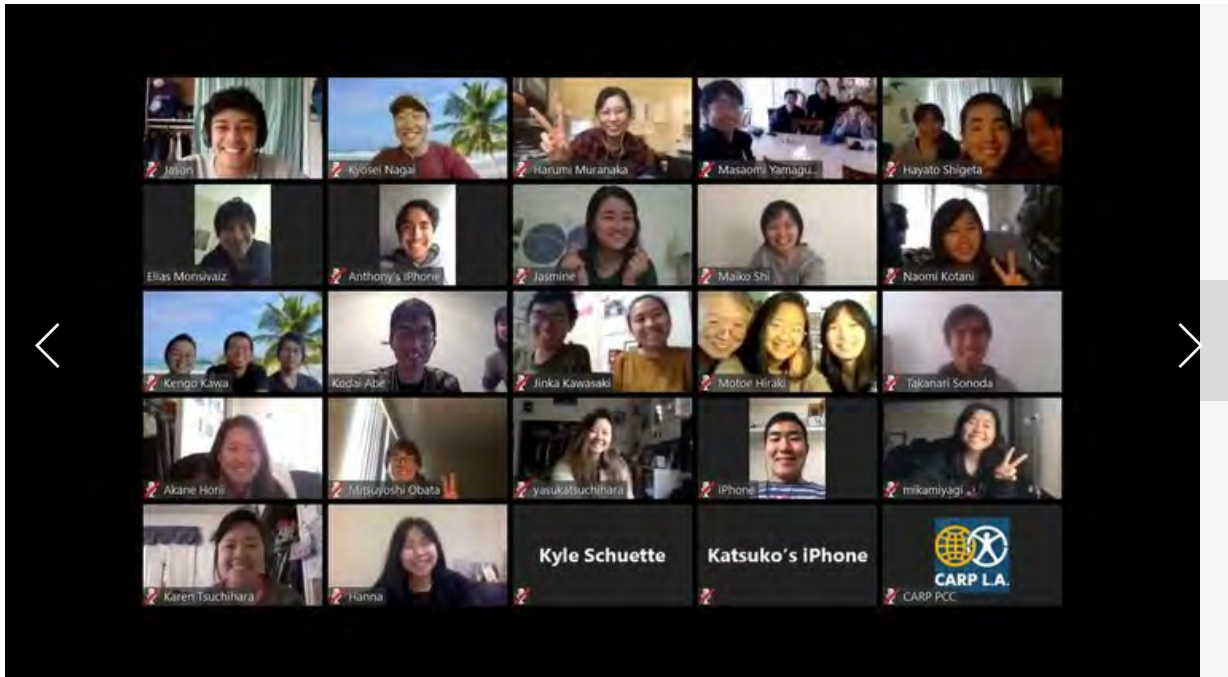 Jason
Kyosei Nagai
Harumi Muranaka
Masaomi Yamagu...
Hayato Shigeta
Elias Monsivaiz
Anthony's iPhone
Jasmine
Maiko Shi
Naomi Kotani
Kengo Kawa
Kodai Abe
Jinka Kawasaki
Motoe Hiraki
Takanari Sonoda
Akane Horii
Mitsuyoshi Obata
yasukatsuchihara
iPhone
mikamiyagi
Karen Tsuchihara
Hanna
Kyle Schuette
Katsuko's iPhone
CARP L.A.
CARP PCC